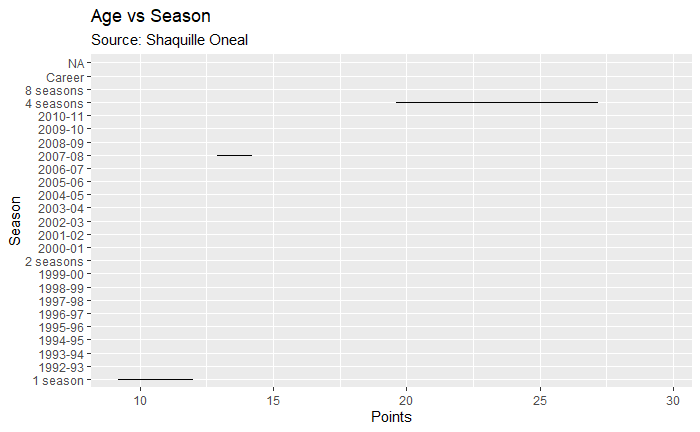 Age vs Season
Source: Shaquille Oneal
NA
Career
8 seasons
4 seasons
2010-11
2009-10
2008-09
2007-08
2006-07
2005-06
2004-05
2003-04
2002-03
2001-02
2000-01
2 seasons
1999-00
1998-99
1997-98
1996-97
1995-96
1994-95
1993-94
1992-93
1 season
Season
10 15 20 25 30
Points